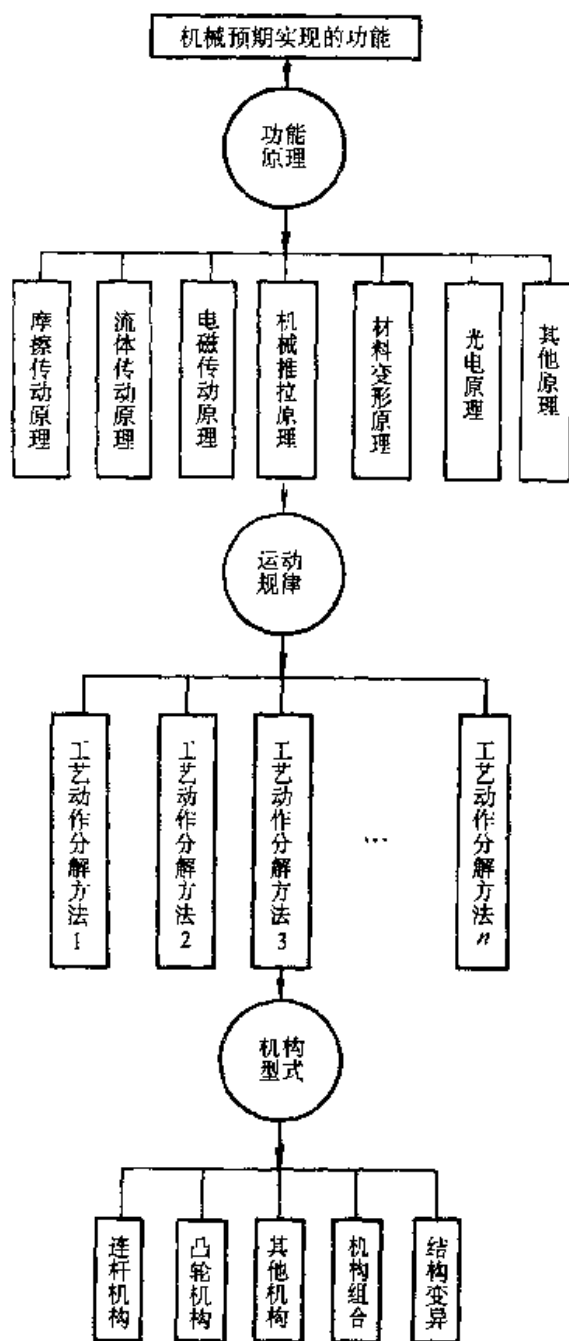 机械预期实现的功能
功能
原理
摩擦传动原理
流体传动原理
电磁传动原理
机械推拉原理
材料变形原理
光电原理
其他原理
运动
规律
工艺动作分解方法1
工艺动作分解方法2
工艺动作分解方法3
…
工艺动作分解方法n
机构
型式
连杆机构
凸轮机构
其他机构
机构组合
结构变异